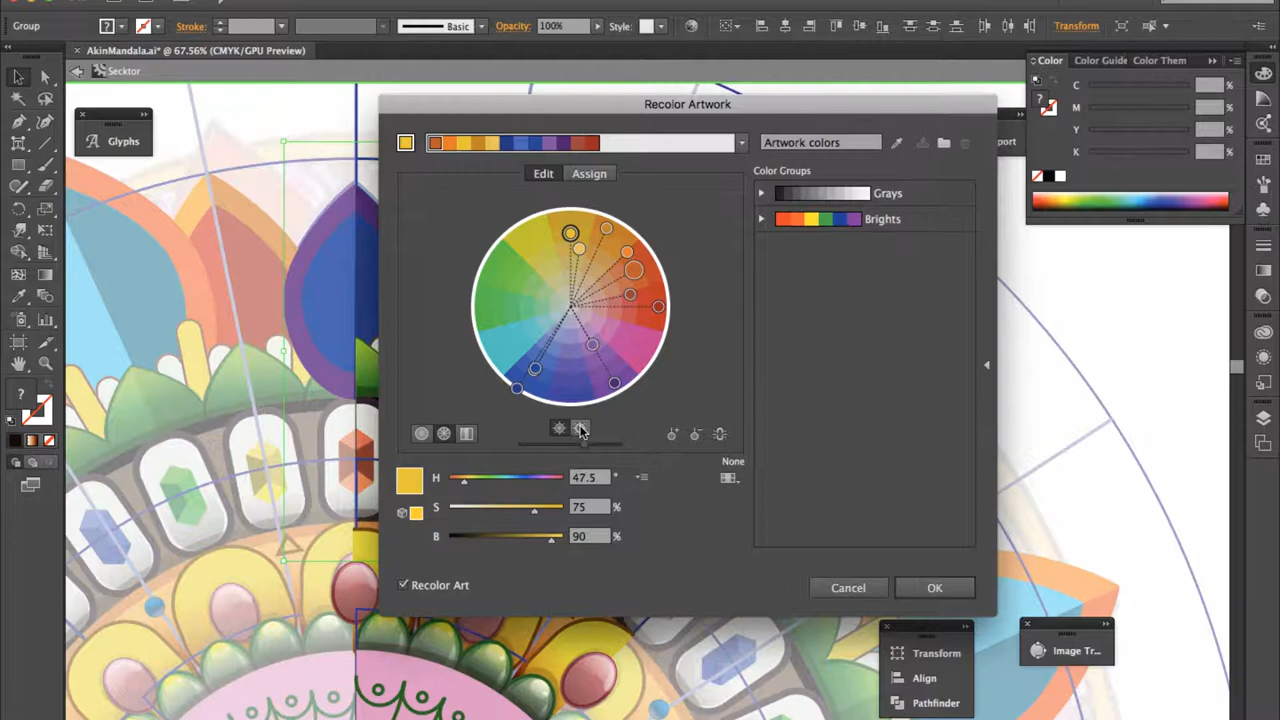 Group
Stroke:
Basic
Opacity:
100%
Style:
Transform
AkinMandala.ai* @ 67.56% (CMYK/GPU Preview)
Secktor
A Glyphs
Recolor Artwork
Artwork colors
Edit
Assign
Color Groups
Grays
Brights
None
H 47.5 °
S 75 %
B 90 %
Recolor Art
Cancel
OK
Color
Color Guide
Color Them
C %
M %
Y %
K %
port
Transform
Align
Pathfinder
Image Tr...